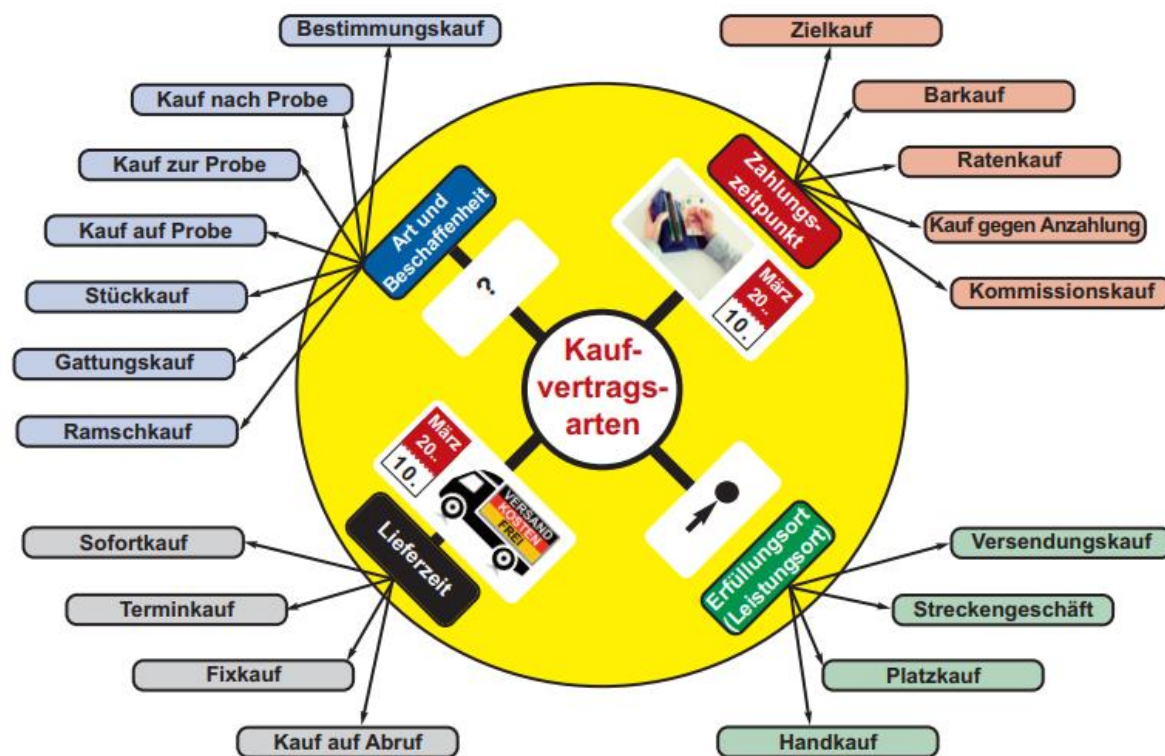 Bestimmungskauf
Kauf nach Probe
Kauf zur Probe
Kauf auf Probe
Stückkauf
Gattungskauf
Ramschkauf
Art und
Beschaffenheit
?
Zielkauf
Barkauf
Ratenkauf
Kauf gegen Anzahlung
Kommissionskauf
Zahlungs-
zeitpunkt
März
20..
10.
Kauf-
vertrags-
arten
März
20..
10.
VERSAND
KOSTEN
FREI
Lieferzeit
Sofortkauf
Terminkauf
Fixkauf
Kauf auf Abruf
Erfüllungsort
(Leistungsort)
Versendungskauf
Streckengeschäft
Platzkauf
Handkauf